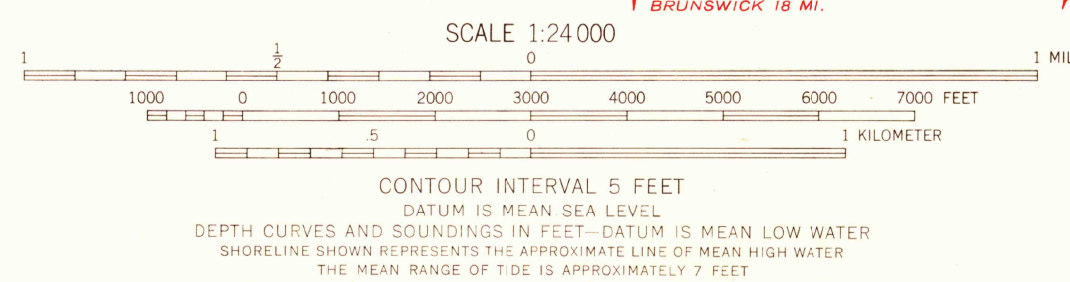 BRUNSWICK 18 MI.
SCALE 1:24 000
1 1/2 0 1
1000 0 1000 2000 3000 4000 5000 6000 7000 FEET
1 .5 0 1 KILOMETER
CONTOUR INTERVAL 5 FEET
DATUM IS MEAN SEA LEVEL
DEPTH CURVES AND SOUNDINGS IN FEET—DATUM IS MEAN LOW WATER
SHORELINE SHOWN REPRESENTS THE APPROXIMATE LINE OF MEAN HIGH WATER
THE MEAN RANGE OF TIDE IS APPROXIMATELY 7 FEET